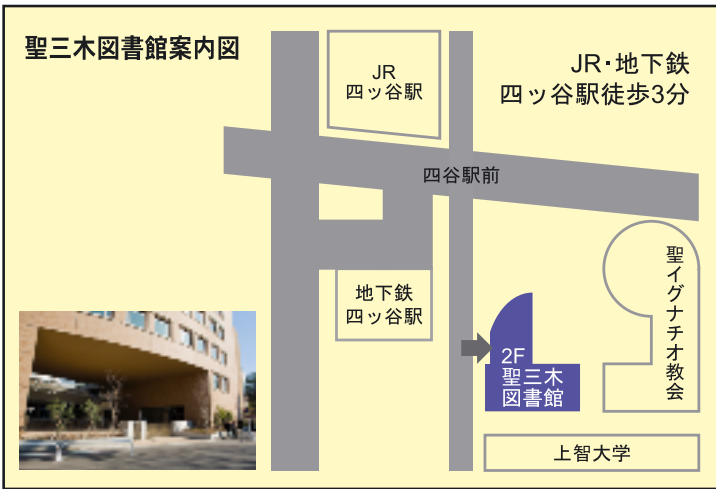 聖三木図書館案内図
JR
四ッ谷駅
JR・地下鉄
四ッ谷駅徒歩3分
四谷駅前
地下鉄
四ッ谷駅
聖イグナチオ教会
2F
聖三木
図書館
上智大学